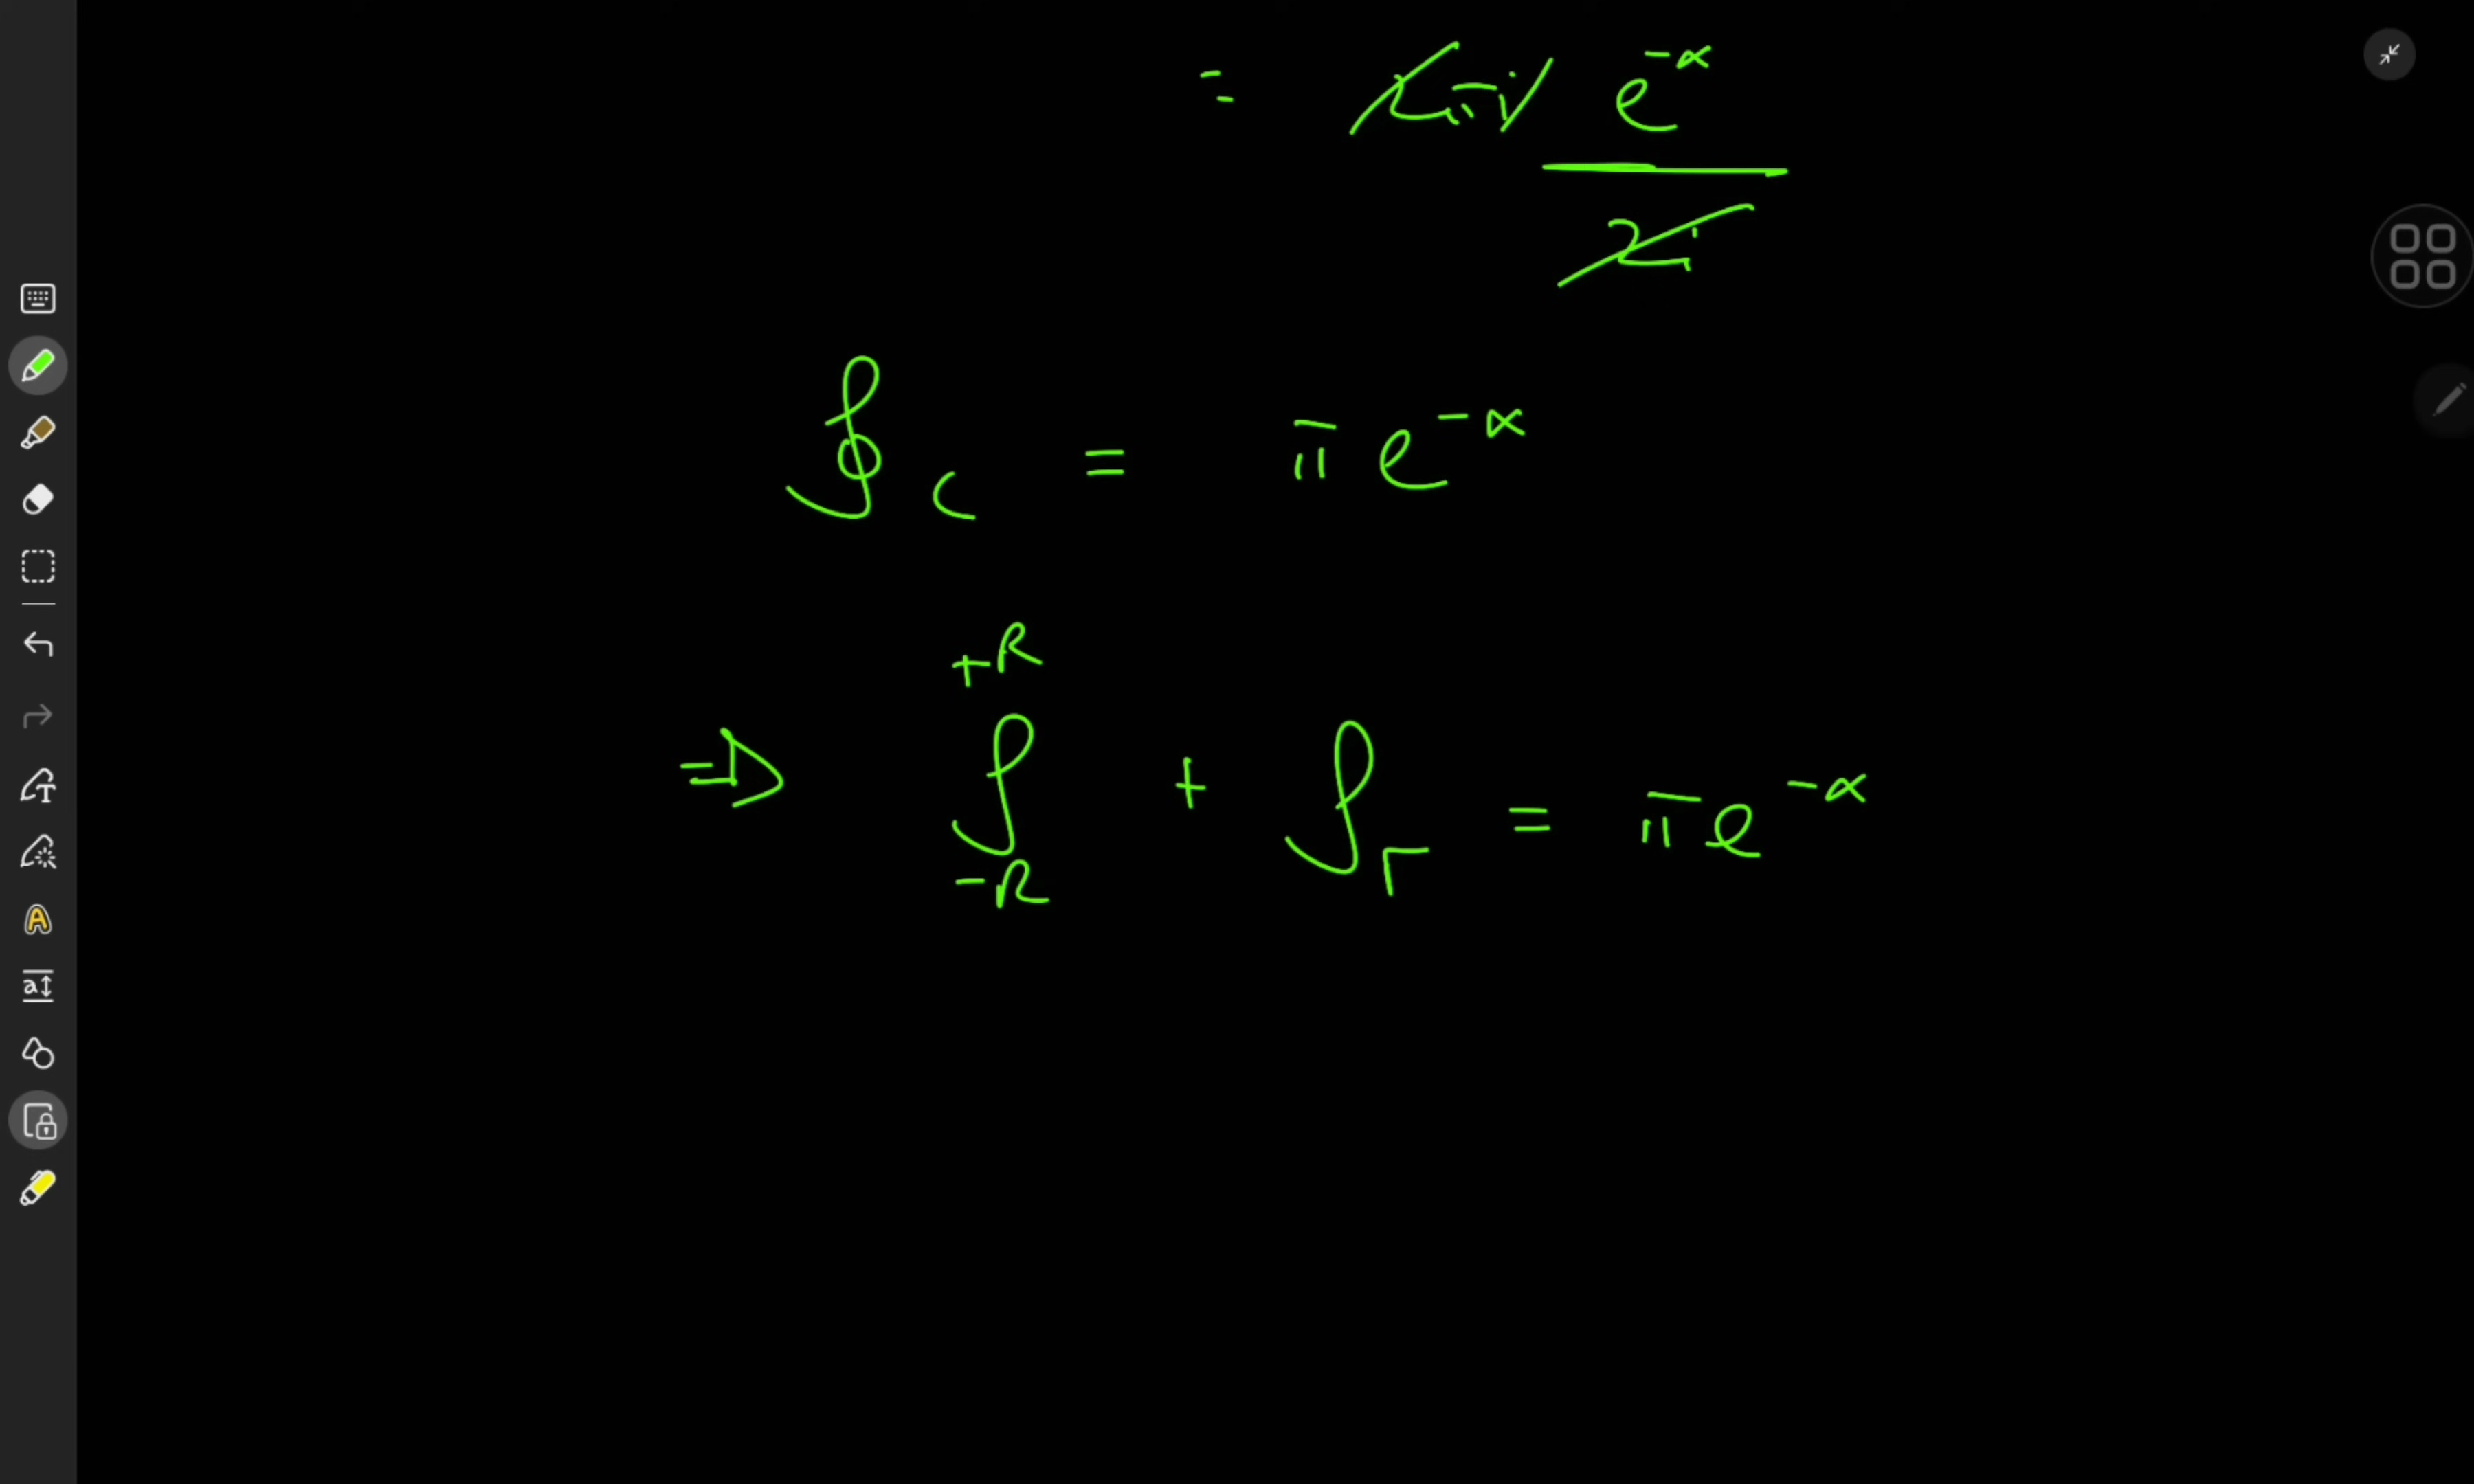 = 2πi e^{-α} / 2i
∮_C = π e^{-α}
⇒ ∫_{-R}^{+R} + ∫_Γ = π e^{-α}